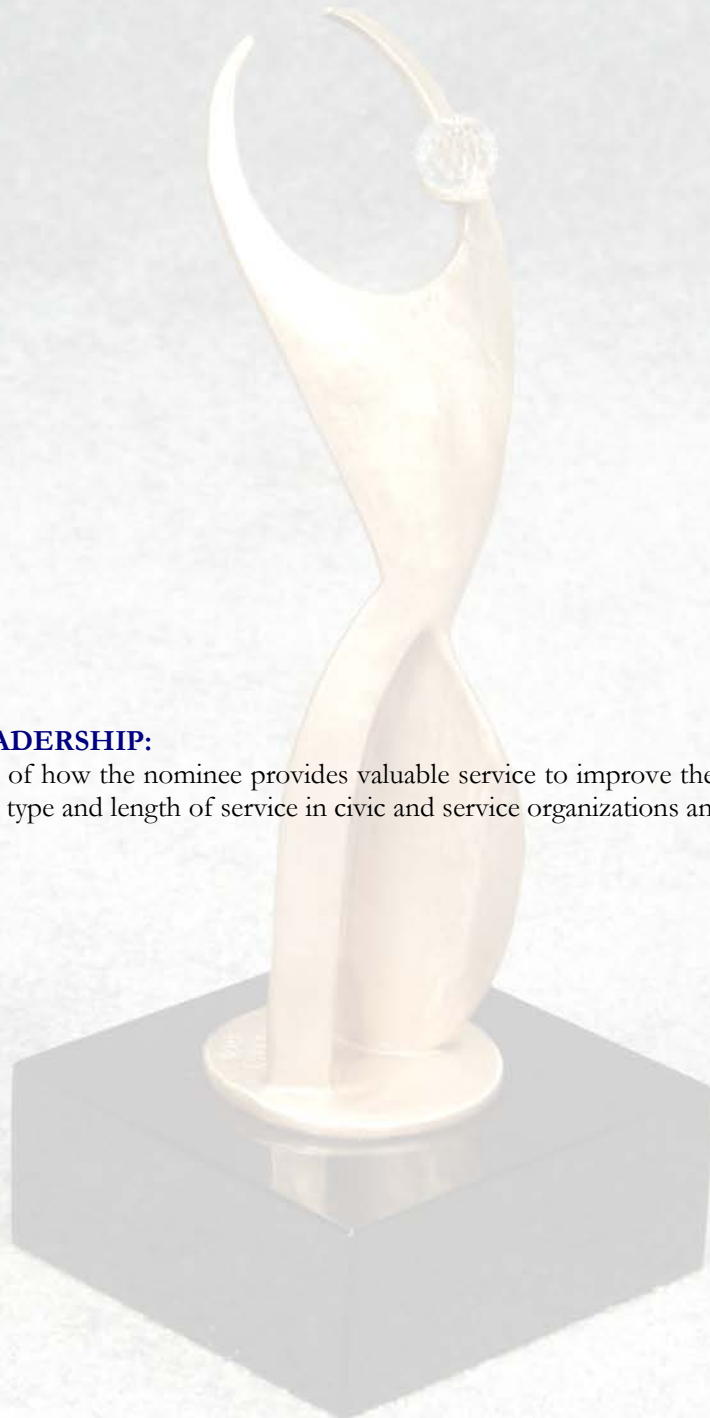 ADERSHIP:
of how the nominee provides valuable service to improve the
type and length of service in civic and service organizations an